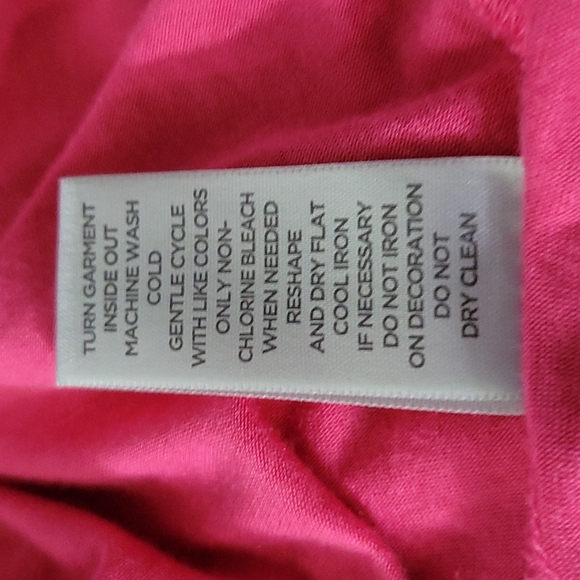 TURN GARMENT
INSIDE OUT
MACHINE WASH
COLD
GENTLE CYCLE
WITH LIKE COLORS
ONLY NON-
CHLORINE BLEACH
WHEN NEEDED
RESHAPE
AND DRY FLAT
COOL IRON
IF NECESSARY
DO NOT IRON
ON DECORATION
DO NOT
DRY CLEAN